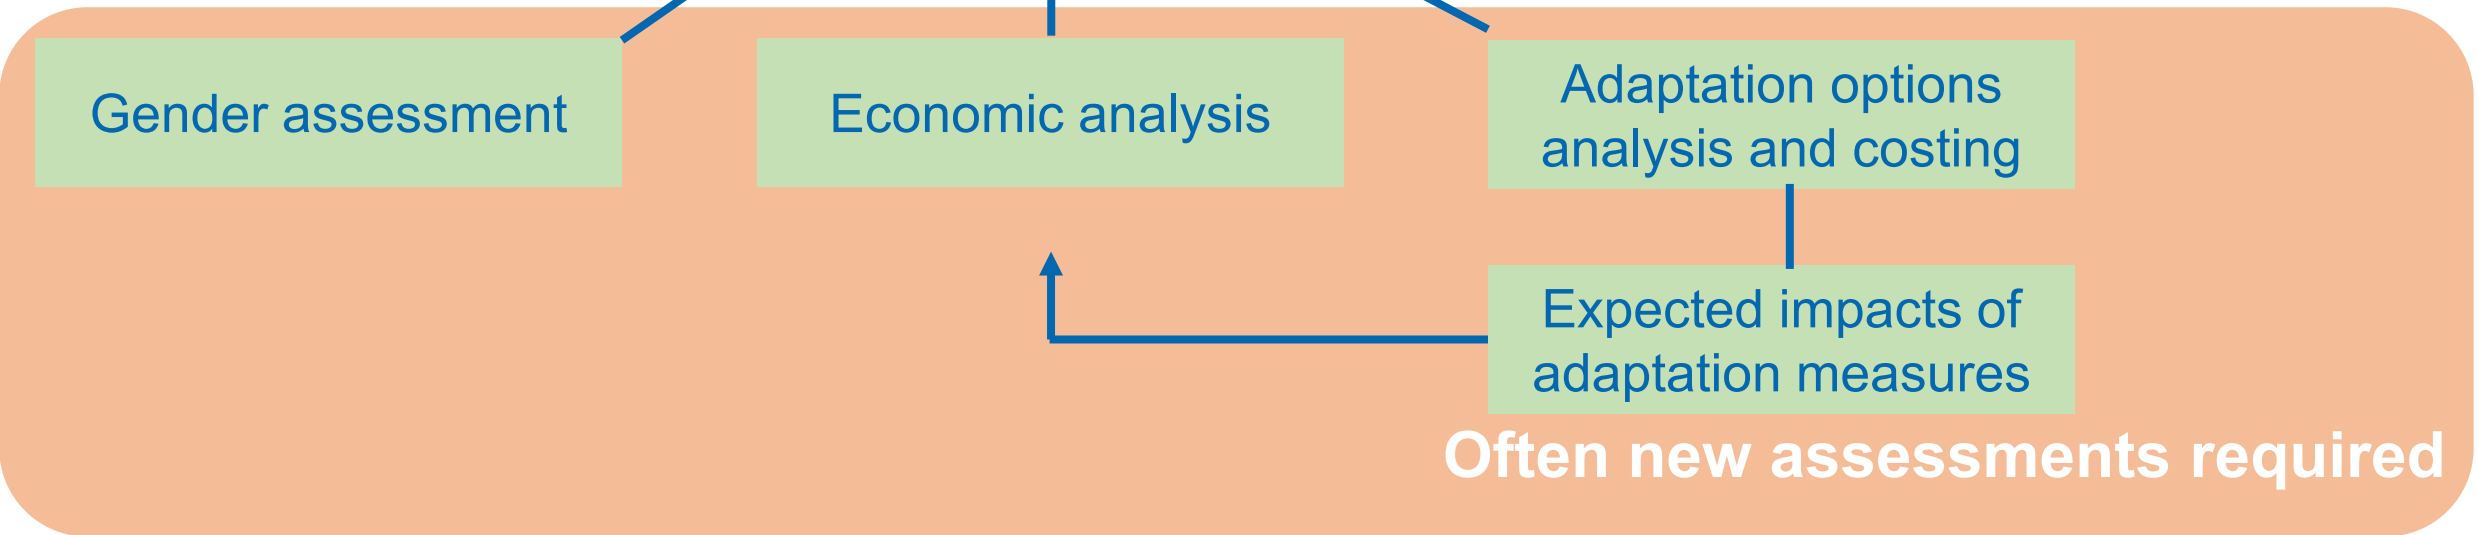 Gender assessment
Economic analysis
Adaptation options
analysis and costing
Expected impacts of
adaptation measures
Often new assessments required